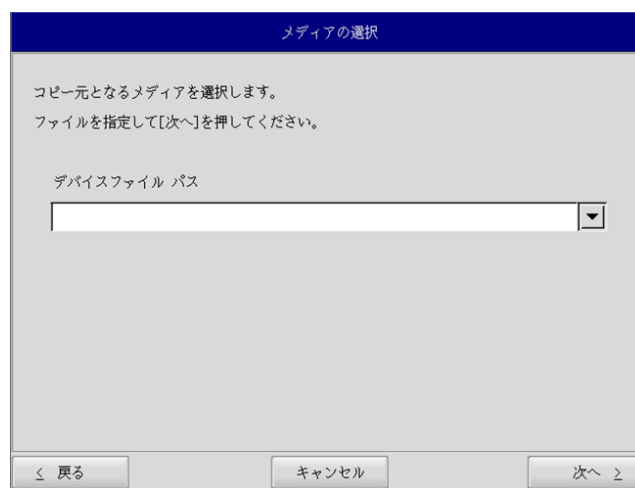 メディアの選択
コピー元となるメディアを選択します。
ファイルを指定して[次へ]を押してください。
デバイスファイル パス
< 戻る
キャンセル
次へ >